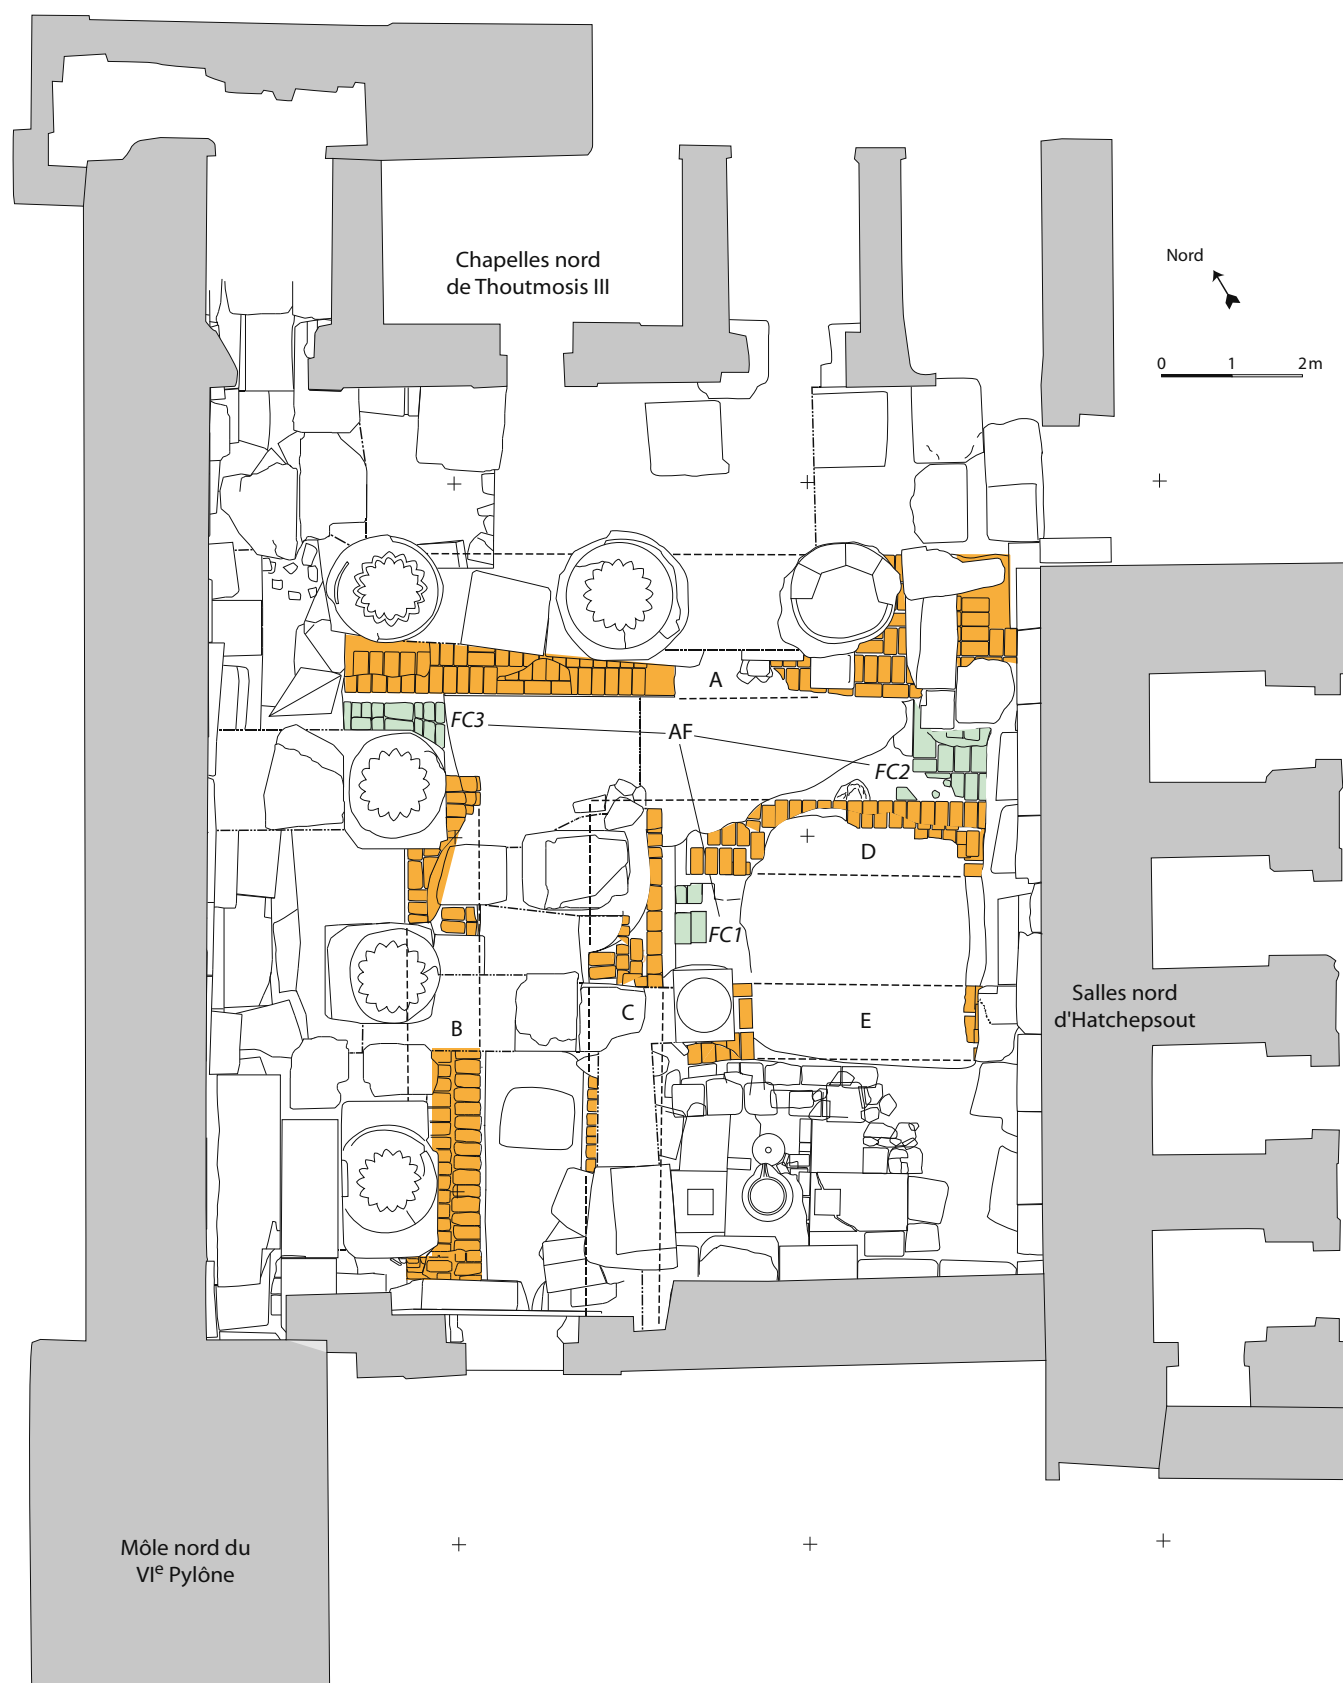 Chapelles nord
de Thoutmosis III
Nord
0 1 2 m
A
FC3
AF
FC2
D
FC1
B
C
E
Salles nord
d'Hatchepsout
Môle nord du
VIe Pylône